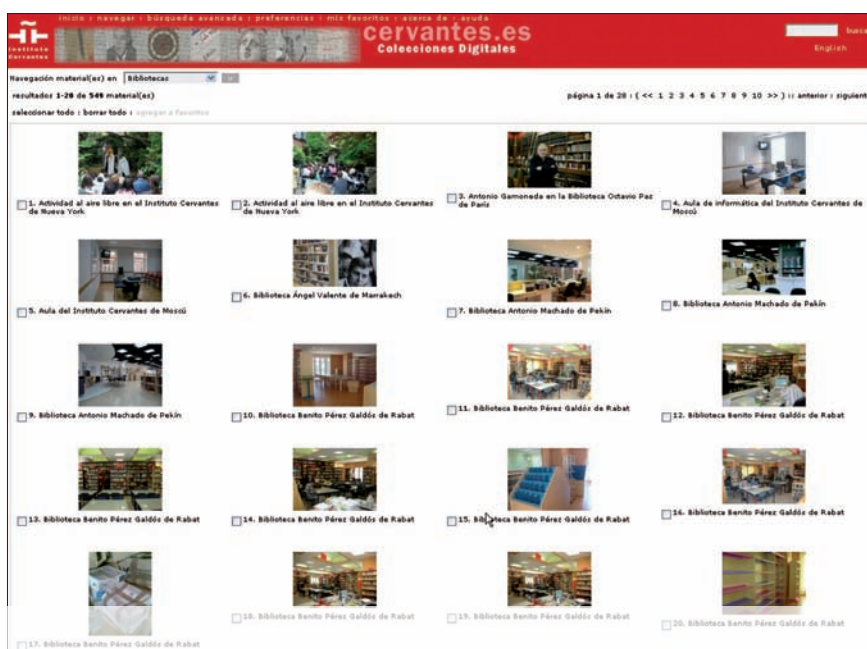 inicio : navegar : búsqueda avanzada : preferencias : mis favoritos : acerca de : ayuda
Instituto
Cervantes
cervantes.es
Colecciones Digitales
busca
English
Navegación material(es) en Bibliotecas
resultados 1-20 de 549 material(es)
página 1 de 28 : ( << 1 2 3 4 5 6 7 8 9 10 >> ) :: anterior : siguient
seleccionar todo : borrar todo : agregar a favoritos
1. Actividad al aire libre en el Instituto Cervantes
de Nueva York
2. Actividad al aire libre en el Instituto Cervantes
de Nueva York
3. Antonio Gamoneda en la Biblioteca Octavio Paz
de París
4. Aula de informática del Instituto Cervantes de
Moscú
5. Aula del Instituto Cervantes de Moscú
6. Biblioteca Ángel Valente de Marrakech
7. Biblioteca Antonio Machado de Pekín
8. Biblioteca Antonio Machado de Pekín
9. Biblioteca Antonio Machado de Pekín
10. Biblioteca Benito Pérez Galdós de Rabat
11. Biblioteca Benito Pérez Galdós de Rabat
12. Biblioteca Benito Pérez Galdós de Rabat
13. Biblioteca Benito Pérez Galdós de Rabat
14. Biblioteca Benito Pérez Galdós de Rabat
15. Biblioteca Benito Pérez Galdós de Rabat
16. Biblioteca Benito Pérez Galdós de Rabat
17. Biblioteca Benito Pérez Galdós de Rabat
18. Biblioteca Benito Pérez Galdós de Rabat
19. Biblioteca Benito Pérez Galdós de Rabat
20. Biblioteca Benito Pérez Galdós de Rabat